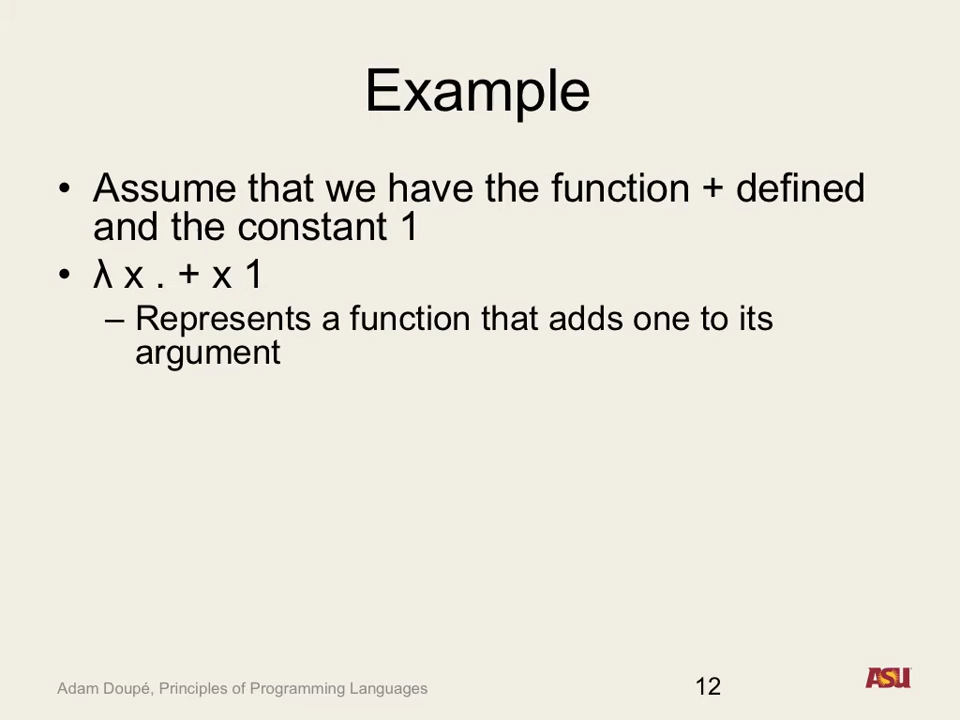 Example
• Assume that we have the function + defined
and the constant 1
• λ x . + x 1
– Represents a function that adds one to its
argument
Adam Doupé, Principles of Programming Languages
12
ASU